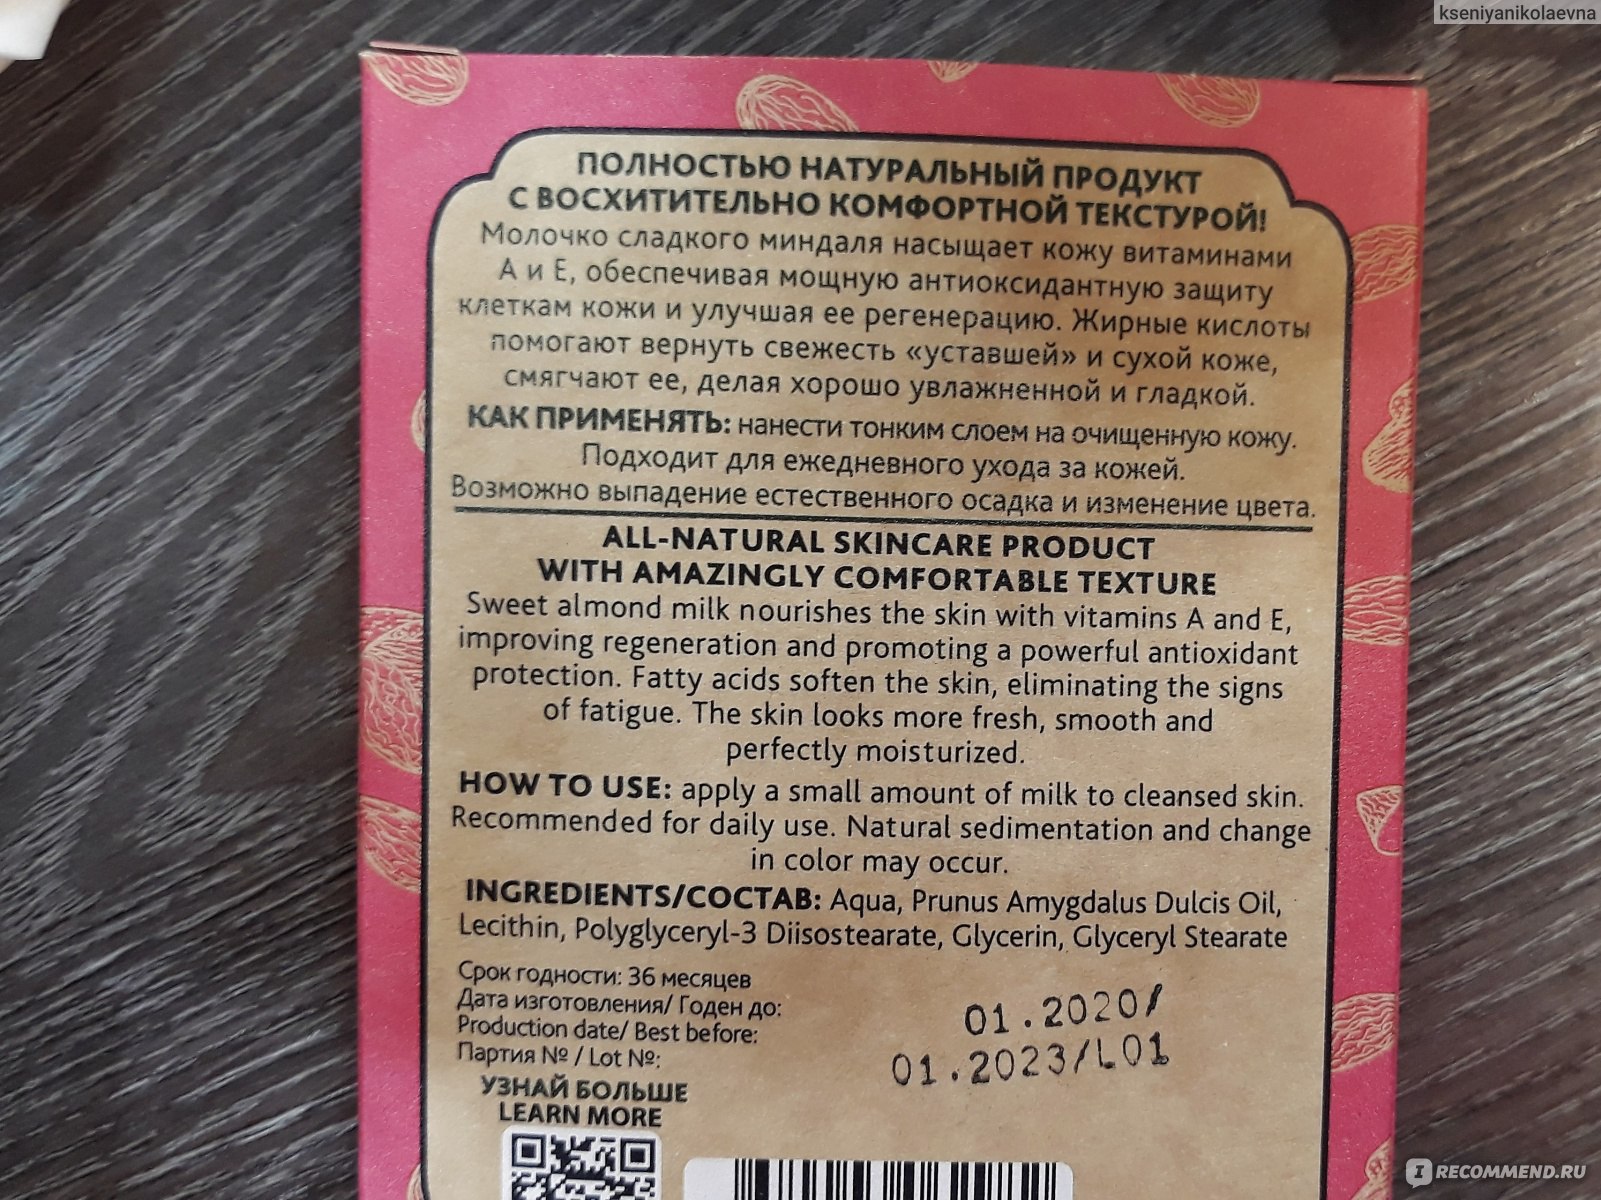 kseniyanikolaevna
ПОЛНОСТЬЮ НАТУРАЛЬНЫЙ ПРОДУКТ
С ВОСХИТИТЕЛЬНО КОМФОРТНОЙ ТЕКСТУРОЙ!
Молочко сладкого миндаля насыщает кожу витаминами
А и Е, обеспечивая мощную антиоксидантную защиту
клеткам кожи и улучшая ее регенерацию. Жирные кислоты
помогают вернуть свежесть «уставшей» и сухой коже,
смягчают ее, делая хорошо увлажненной и гладкой.
КАК ПРИМЕНЯТЬ: нанести тонким слоем на очищенную кожу.
Подходит для ежедневного ухода за кожей.
Возможно выпадение естественного осадка и изменение цвета.
ALL-NATURAL SKINCARE PRODUCT
WITH AMAZINGLY COMFORTABLE TEXTURE
Sweet almond milk nourishes the skin with vitamins A and E,
improving regeneration and promoting a powerful antioxidant
protection. Fatty acids soften the skin, eliminating the signs
of fatigue. The skin looks more fresh, smooth and
perfectly moisturized.
HOW TO USE: apply a small amount of milk to cleansed skin.
Recommended for daily use. Natural sedimentation and change
in color may occur.
INGREDIENTS/СОСТАВ: Aqua, Prunus Amygdalus Dulcis Oil,
Lecithin, Polyglyceryl-3 Diisostearate, Glycerin, Glyceryl Stearate
Срок годности: 36 месяцев
Дата изготовления/ Годен до:
Production date/ Best before:
Партия № / Lot №:
01.2020/
01.2023/L01
УЗНАЙ БОЛЬШЕ
LEARN MORE
IRECOMMEND.RU